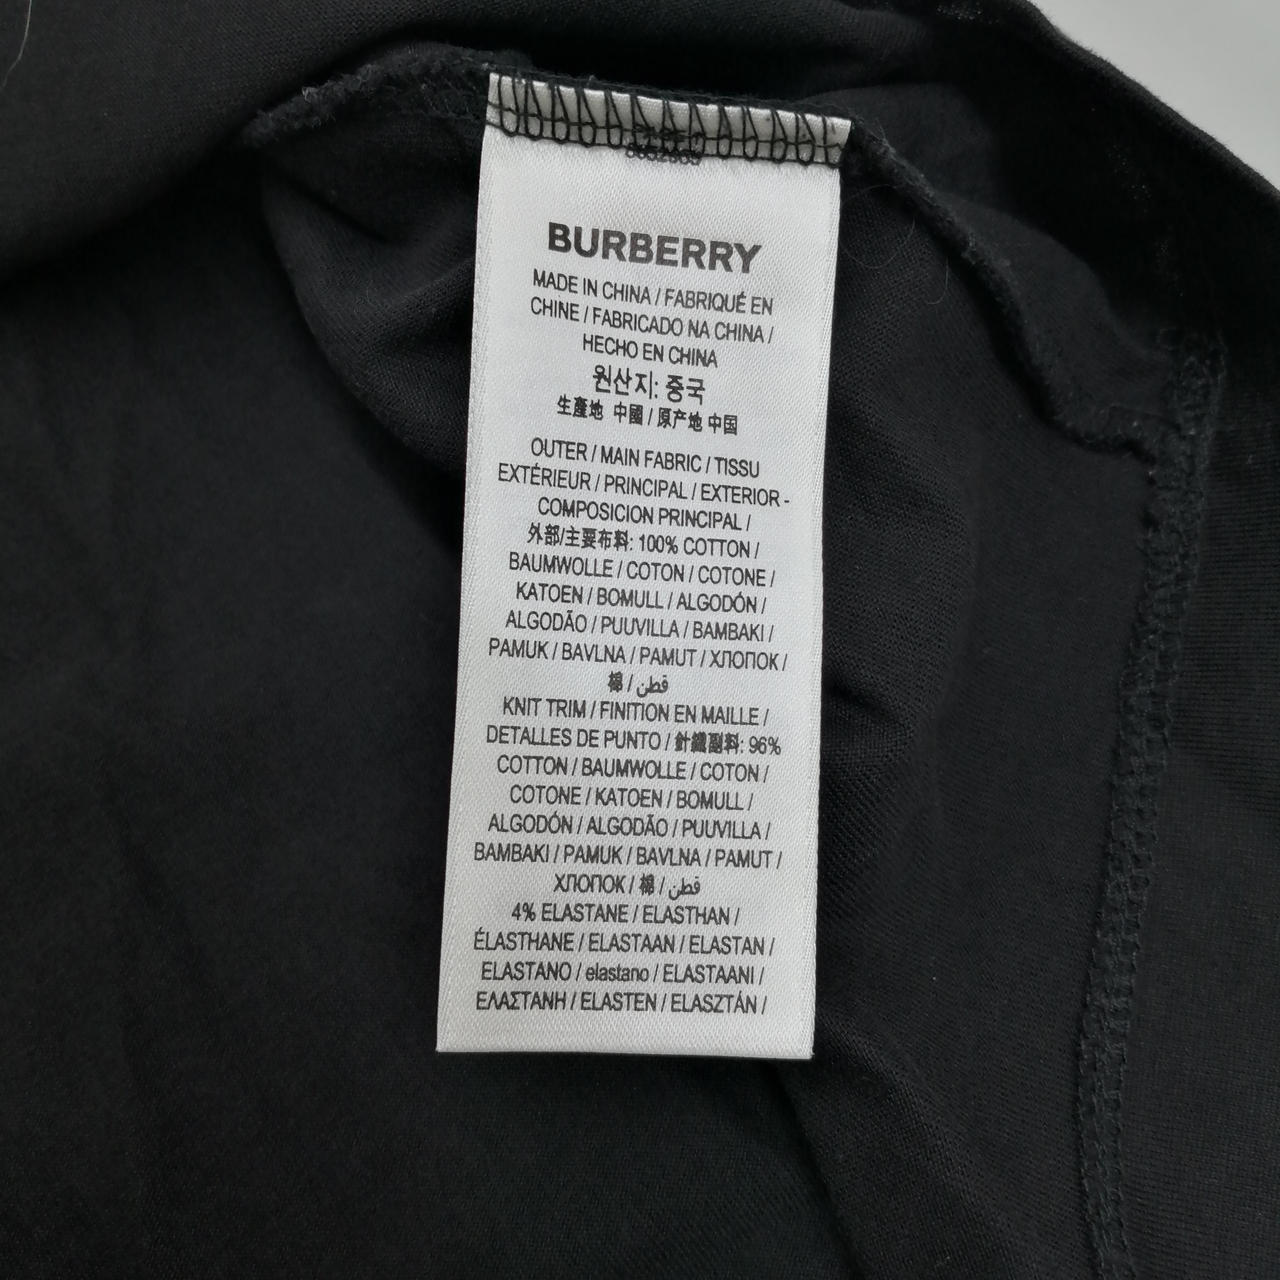 BURBERRY
MADE IN CHINA / FABRIQUÉ EN
CHINE / FABRICADO NA CHINA /
HECHO EN CHINA
원산지: 중국
生產地 中國 / 原产地 中国
OUTER / MAIN FABRIC / TISSU
EXTÉRIEUR / PRINCIPAL / EXTERIOR -
COMPOSICION PRINCIPAL /
外部/主要布料: 100% COTTON /
BAUMWOLLE / COTON / COTONE /
KATOEN / BOMULL / ALGODÓN /
ALGODÃO / PUUVILLA / BAMBAKI /
PAMUK / BAVLNA / PAMUT / ХЛОПОК /
棉 / قطن
KNIT TRIM / FINITION EN MAILLE /
DETALLES DE PUNTO / 針織副料: 96%
COTTON / BAUMWOLLE / COTON /
COTONE / KATOEN / BOMULL /
ALGODÓN / ALGODÃO / PUUVILLA /
BAMBAKI / PAMUK / BAVLNA / PAMUT /
ХЛОПОК / 棉 / قطن
4% ELASTANE / ELASTHAN /
ÉLASTHANE / ELASTAAN / ELASTAN /
ELASTANO / elastano / ELASTAANI /
ΕΛΑΣΤΑΝΗ / ELASTEN / ELASZTÁN /